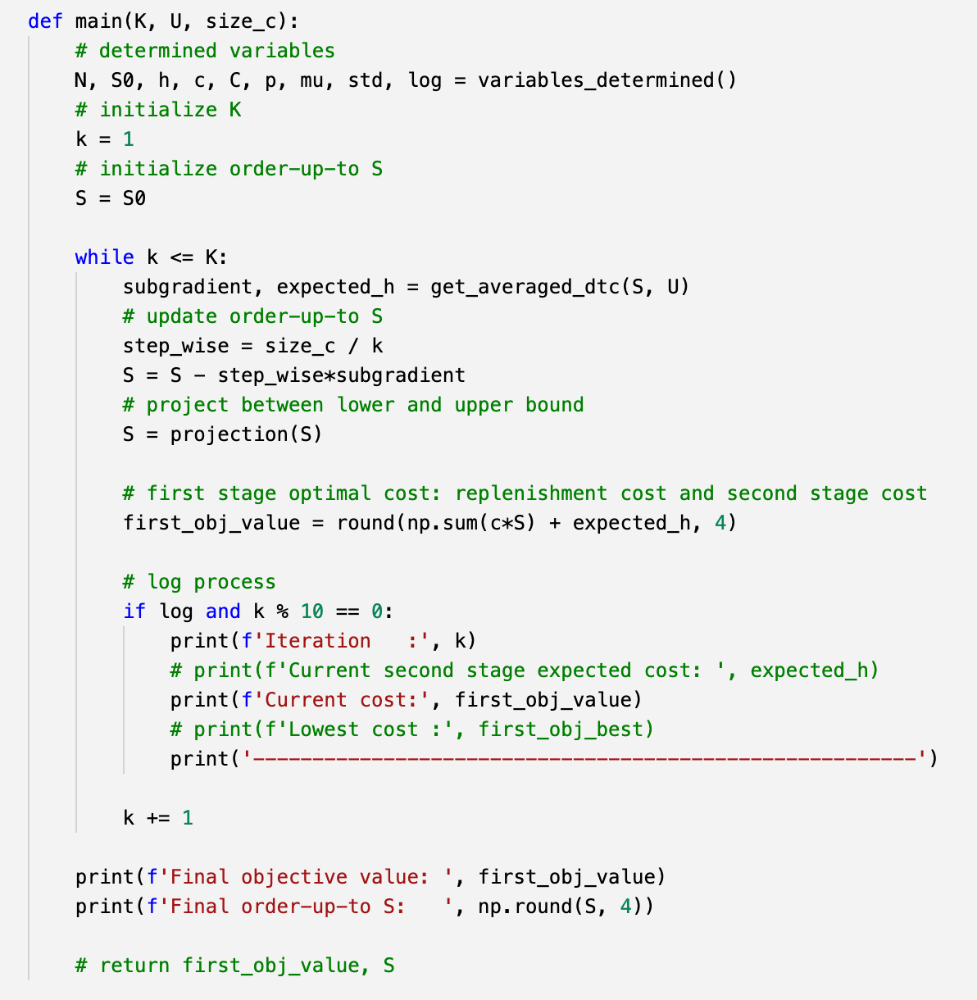 def main(K, U, size_c):
    # determined variables
    N, S0, h, c, C, p, mu, std, log = variables_determined()
    # initialize K
    k = 1
    # initialize order-up-to S
    S = S0

    while k <= K:
        subgradient, expected_h = get_averaged_dtc(S, U)
        # update order-up-to S
        step_wise = size_c / k
        S = S - step_wise*subgradient
        # project between lower and upper bound
        S = projection(S)

        # first stage optimal cost: replenishment cost and second stage cost
        first_obj_value = round(np.sum(c*S) + expected_h, 4)

        # log process
        if log and k % 10 == 0:
            print(f'Iteration   :', k)
            # print(f'Current second stage expected cost: ', expected_h)
            print(f'Current cost:', first_obj_value)
            # print(f'Lowest cost :', first_obj_best)
            print('--------------------------------------------------------')

        k += 1

    print(f'Final objective value: ', first_obj_value)
    print(f'Final order-up-to S:   ', np.round(S, 4))

    # return first_obj_value, S